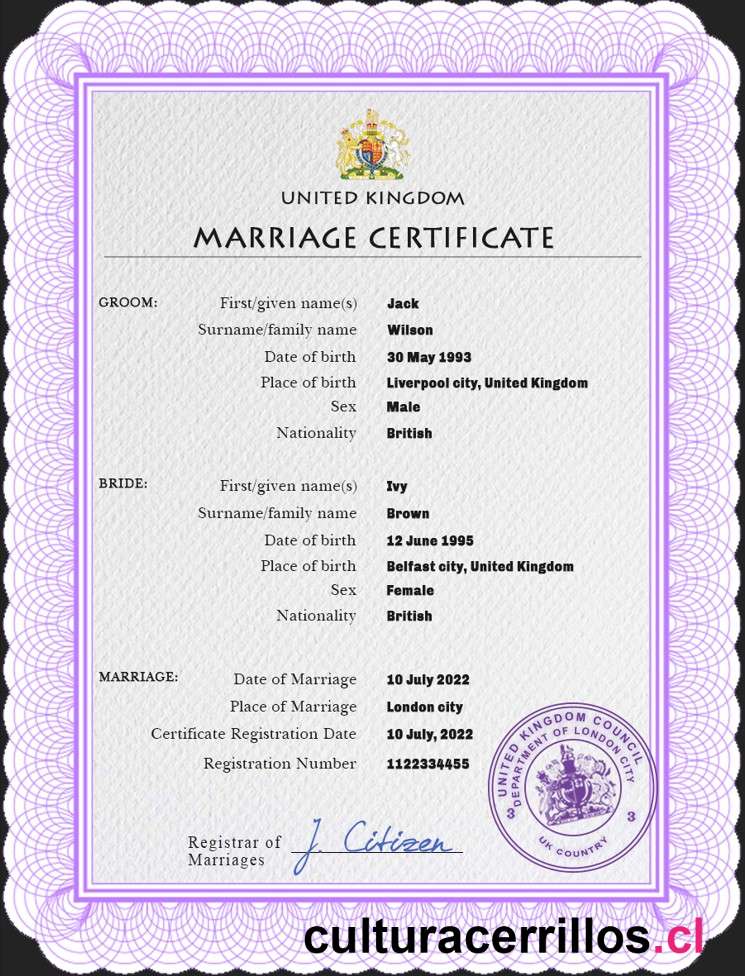 UNITED KINGDOM
MARRIAGE CERTIFICATE
GROOM: First/given name(s) Jack
Surname/family name Wilson
Date of birth 30 May 1993
Place of birth Liverpool city, United Kingdom
Sex Male
Nationality British
BRIDE: First/given name(s) Ivy
Surname/family name Brown
Date of birth 12 June 1995
Place of birth Belfast city, United Kingdom
Sex Female
Nationality British
MARRIAGE: Date of Marriage 10 July 2022
Place of Marriage London city
Certificate Registration Date 10 July, 2022
Registration Number 1122334455
UNITED KINGDOM COUNCIL
DEPARTMENT OF LONDON CITY
3 3
UK COUNTRY
Registrar of J. Citizen
Marriages
culturacerrillos.cl